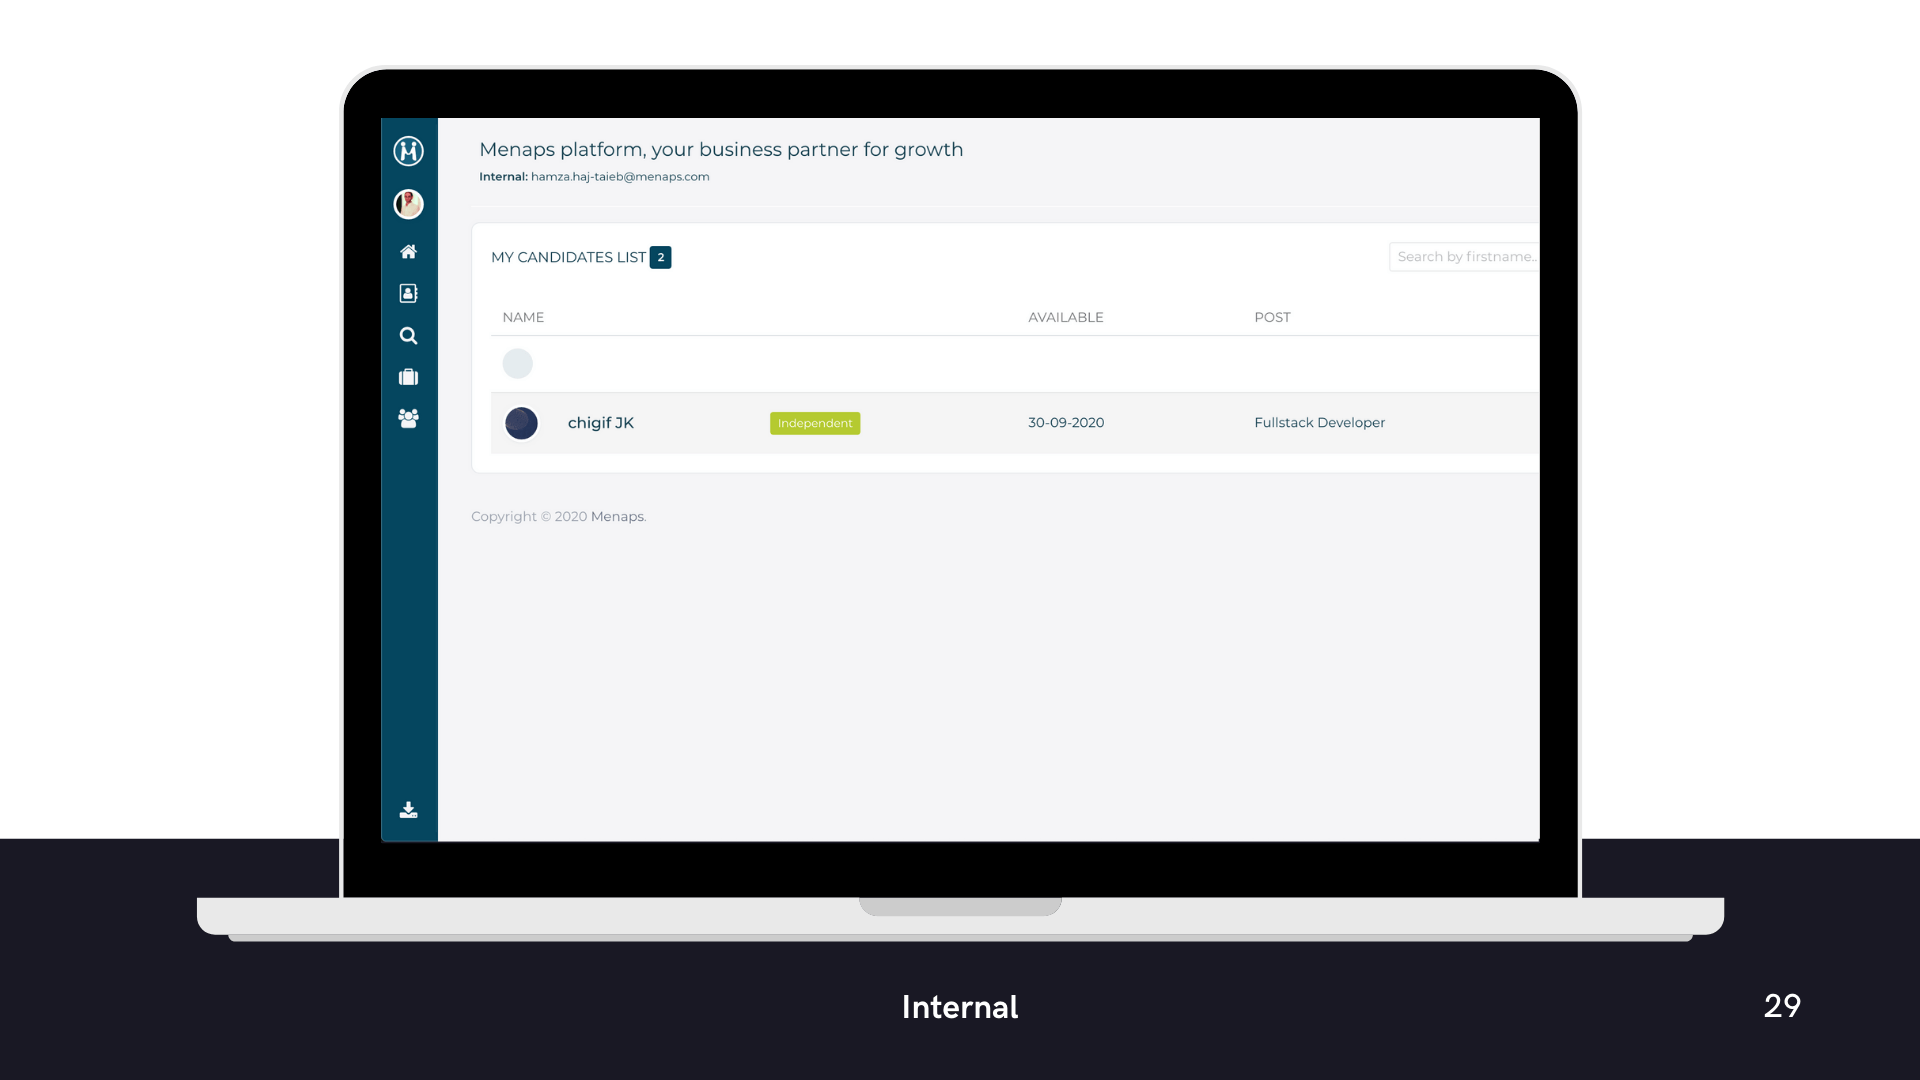 Menaps platform, your business partner for growth
Internal: hamza.haj-taieb@menaps.com
MY CANDIDATES LIST 2
Search by firstname..
NAME AVAILABLE POST
chigif JK Independent 30-09-2020 Fullstack Developer
Copyright © 2020 Menaps.
Internal
29